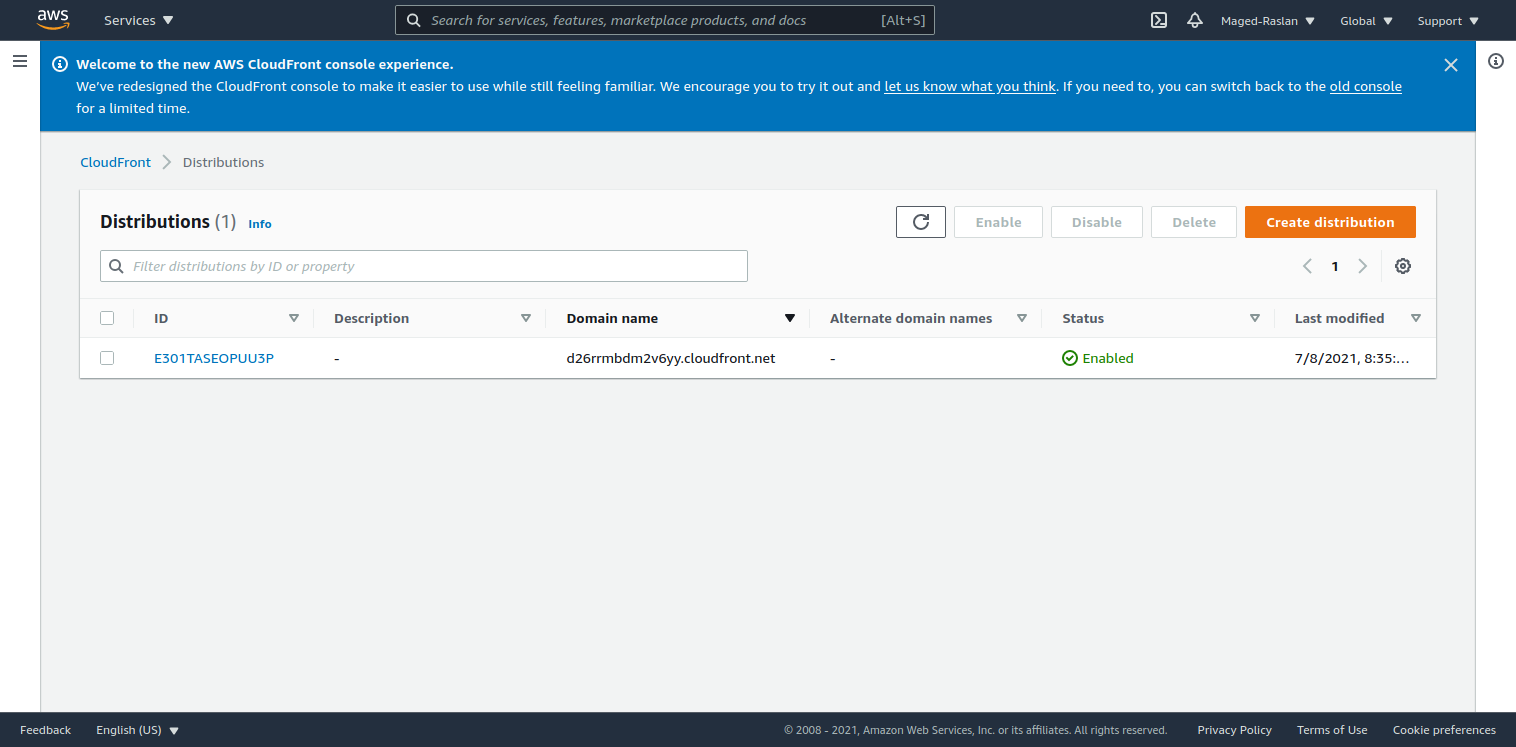 aws Services Search for services, features, marketplace products, and docs [Alt+S] Maged-Raslan Global Support
Welcome to the new AWS CloudFront console experience.
We've redesigned the CloudFront console to make it easier to use while still feeling familiar. We encourage you to try it out and let us know what you think. If you need to, you can switch back to the old console
for a limited time.
CloudFront Distributions
Distributions (1) Info Enable Disable Delete Create distribution
Filter distributions by ID or property 1
ID Description Domain name Alternate domain names Status Last modified
E301TASEOPUU3P - d26rrmbdm2v6yy.cloudfront.net - Enabled 7/8/2021, 8:35:...
Feedback English (US) © 2008 - 2021, Amazon Web Services, Inc. or its affiliates. All rights reserved. Privacy Policy Terms of Use Cookie preferences